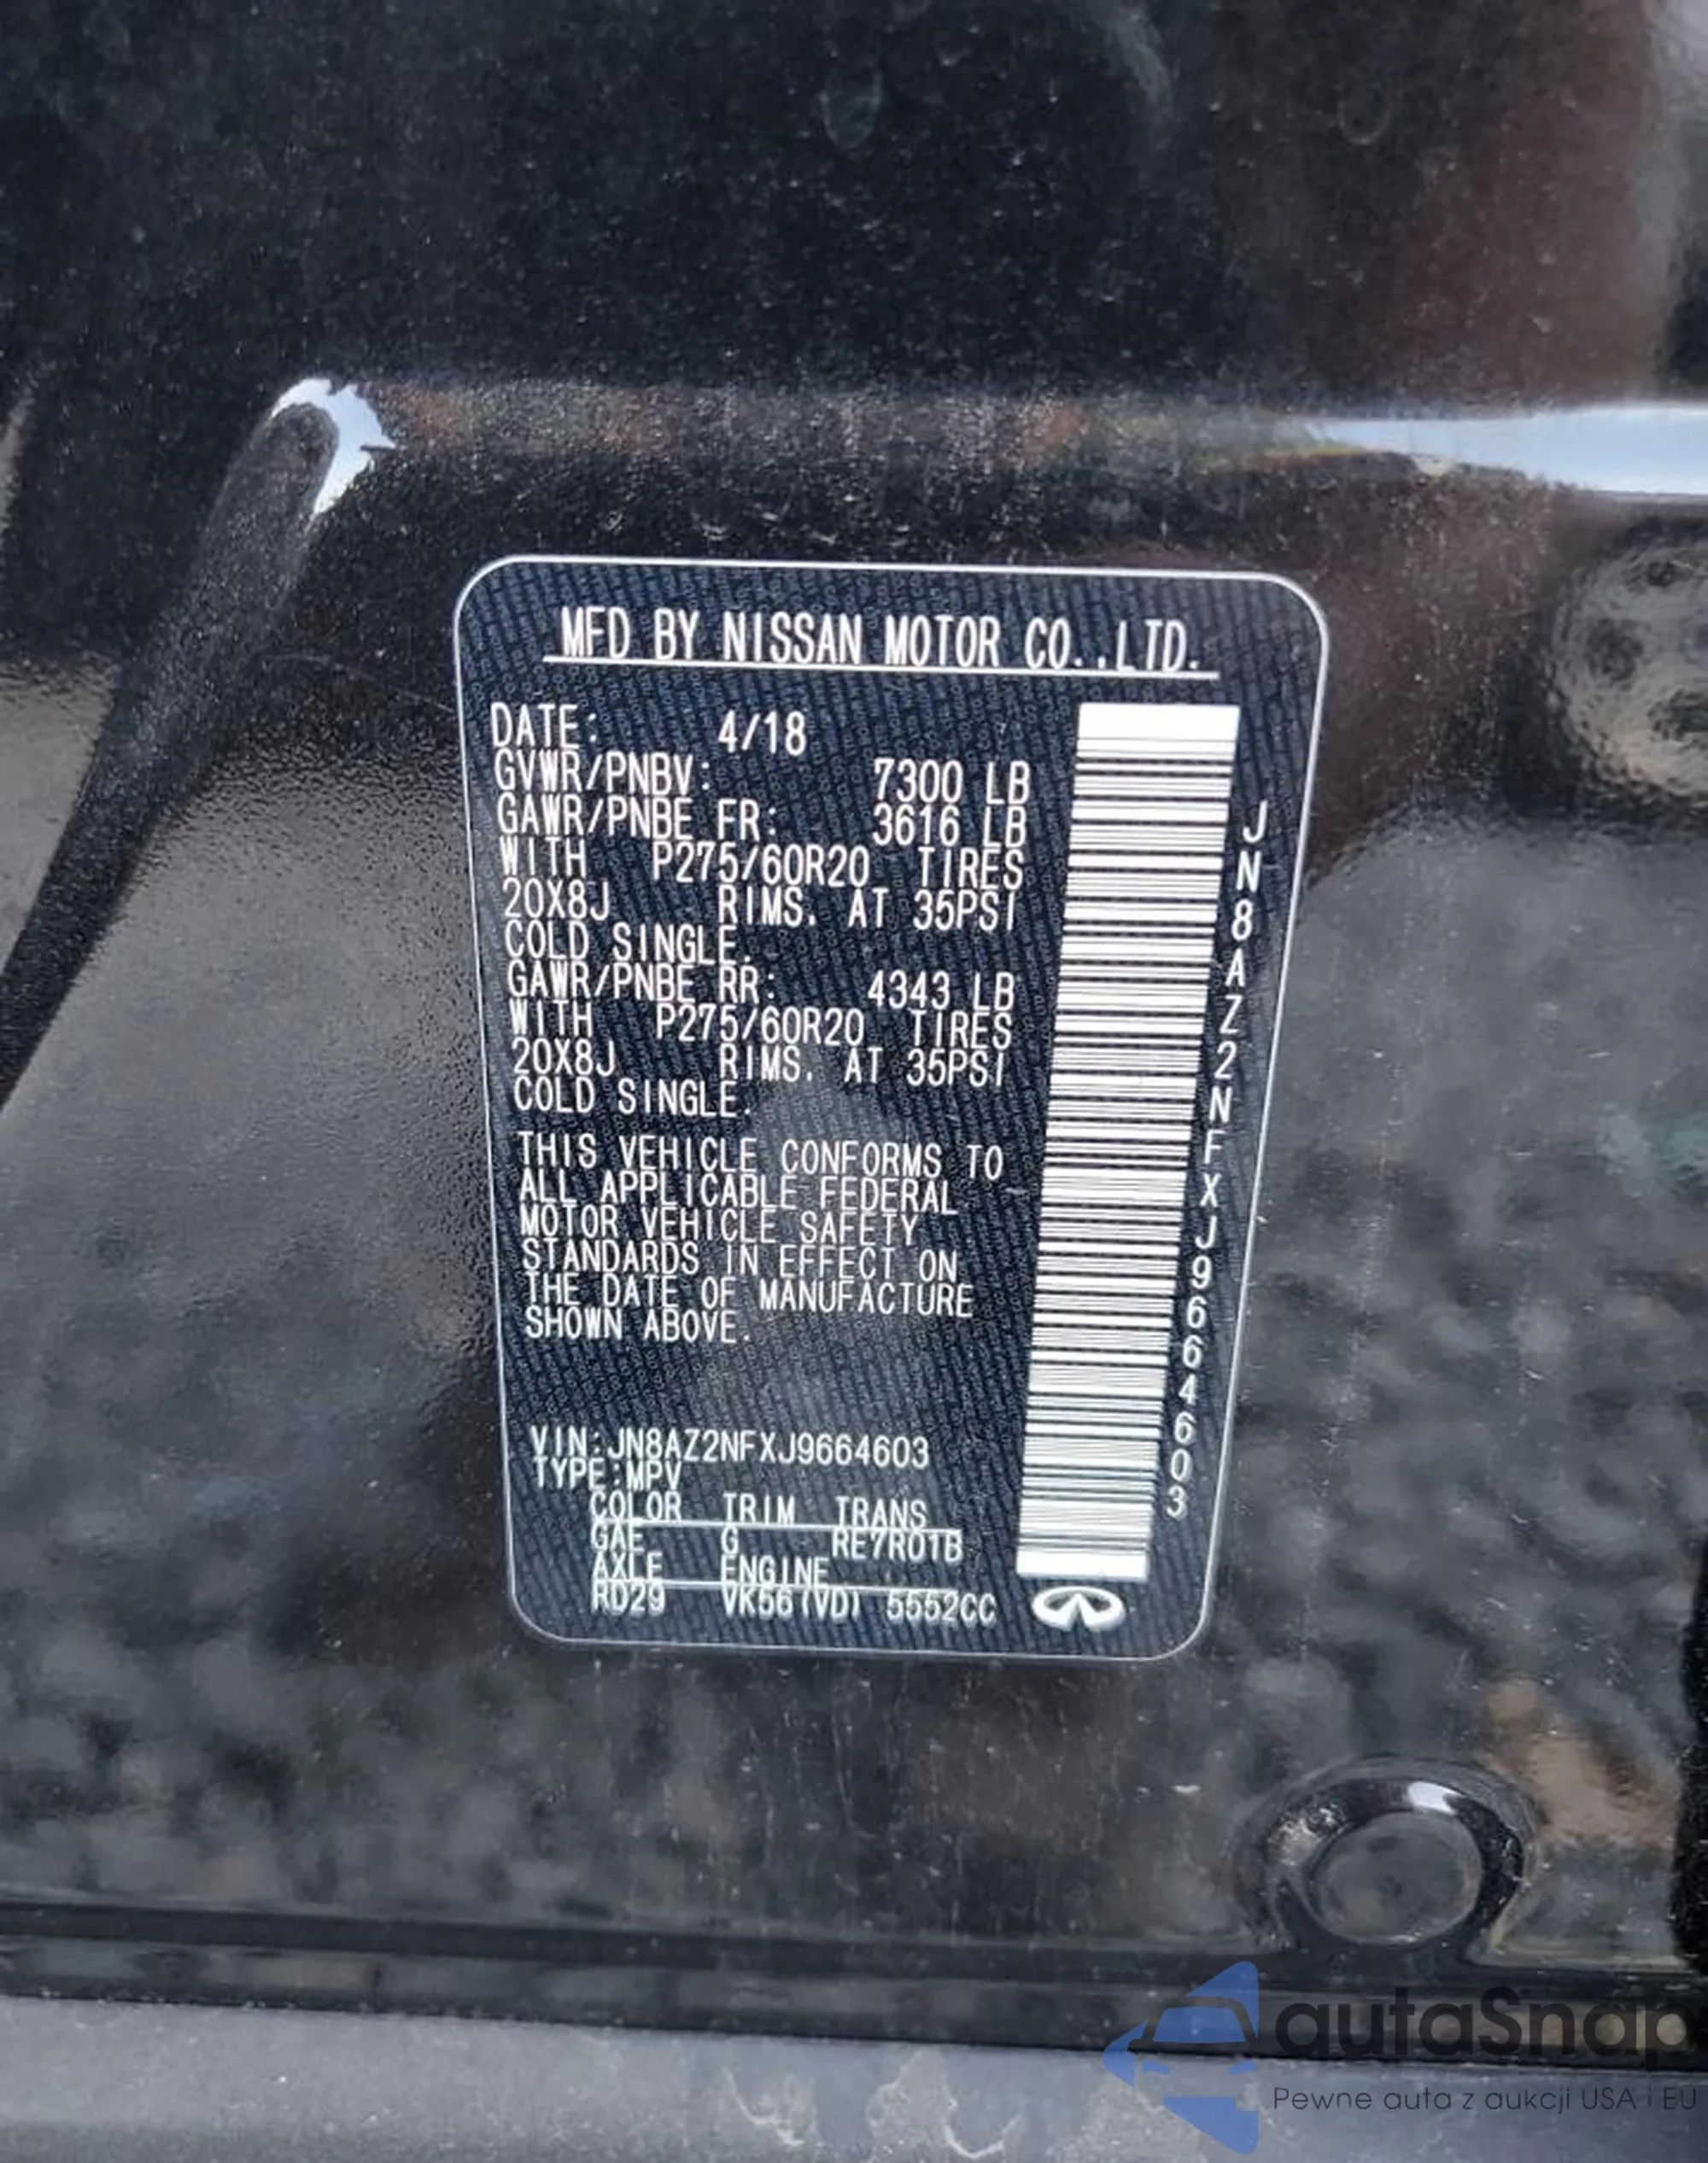 MFD BY NISSAN MOTOR CO.,LTD.
DATE: 4/18
GVWR/PNBV: 7300 LB
GAWR/PNBE FR: 3616 LB
WITH P275/60R20 TIRES
20X8J RIMS. AT 35PSI
COLD SINGLE.
GAWR/PNBE RR: 4343 LB
WITH P275/60R20 TIRES
20X8J RIMS. AT 35PSI
COLD SINGLE.
THIS VEHICLE CONFORMS TO
ALL APPLICABLE FEDERAL
MOTOR VEHICLE SAFETY
STANDARDS IN EFFECT ON
THE DATE OF MANUFACTURE
SHOWN ABOVE.
VIN:JN8AZ2NFXJ9664603
TYPE:MPV
COLOR TRIM TRANS
GAE G RE7R01B
AXLE ENGINE
RD29 VK56(VD) 5552CC
JN8AZ2NFXJ9664603
autaSnap
Pewne auta z aukcji USA i EU